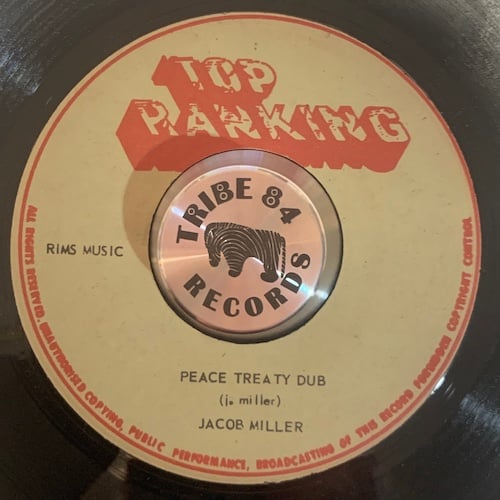 TOP
RANKING
TRIBE 84
RECORDS
RIMS MUSIC
PEACE TREATY DUB
(j. miller)
JACOB MILLER
ALL RIGHTS RESERVED. UNAUTHORISED COPYING, PUBLIC PERFORMANCE, BROADCASTING OF THIS RECORD PORTMOON COPYRIGHT CONTROL